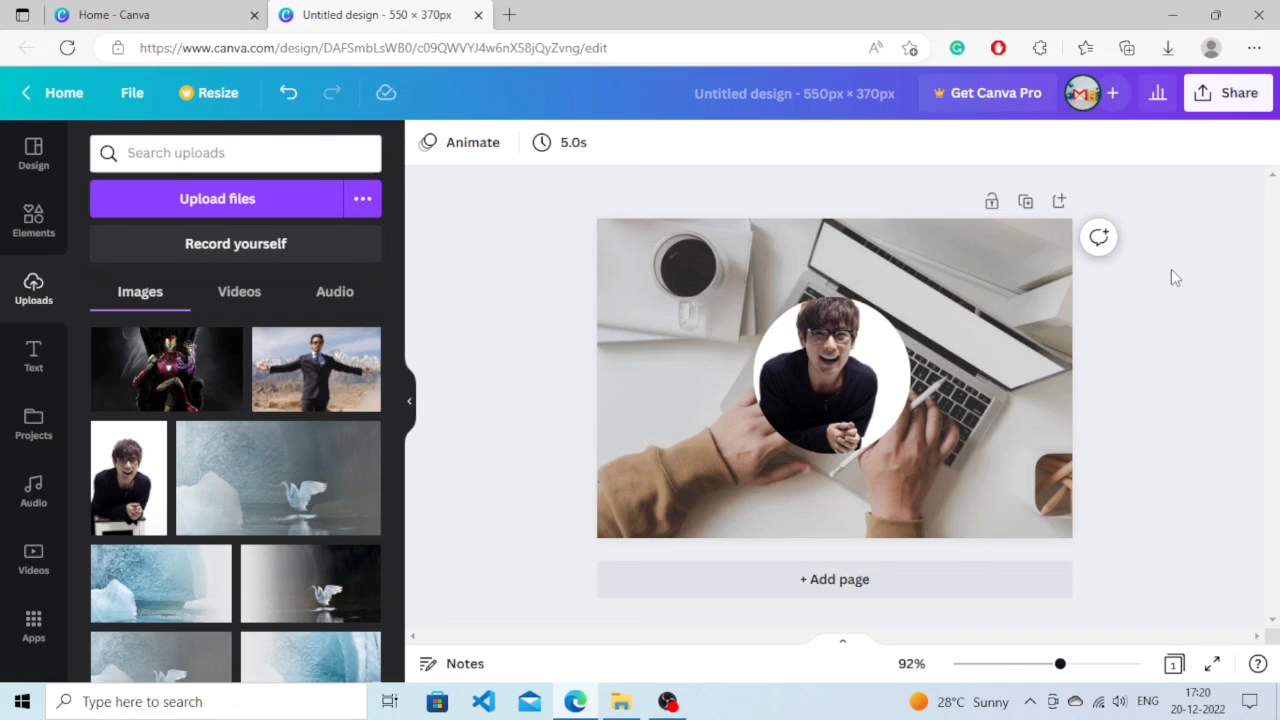 Home - Canva
Untitled design - 550 × 370px
https://www.canva.com/design/DAFSmbLsWB0/c09QWVYJ4w6nX58jQyZvng/edit
Home
File
Resize
Untitled design - 550px × 370px
Get Canva Pro
Share
Design
Elements
Uploads
Text
Projects
Audio
Videos
Apps
Search uploads
Upload files
Record yourself
Images
Videos
Audio
Animate
5.0s
+ Add page
Notes
92%
1
Type here to search
28°C Sunny
ENG
17:20
20-12-2022